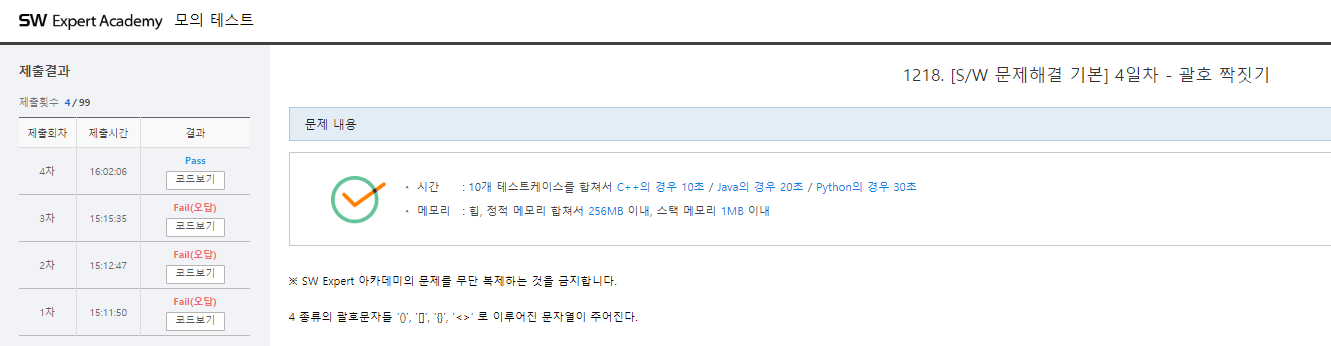 SW Expert Academy 모의 테스트
제출결과
제출횟수 4 / 99
제출회차 제출시간 결과
4차 16:02:06 Pass 코드보기
3차 15:15:35 Fail(오답) 코드보기
2차 15:12:47 Fail(오답) 코드보기
1차 15:11:50 Fail(오답) 코드보기
1218. [S/W 문제해결 기본] 4일차 - 괄호 짝짓기
문제 내용
• 시간 : 10개 테스트케이스를 합쳐서 C++의 경우 10초 / Java의 경우 20초 / Python의 경우 30초
• 메모리 : 힙, 정적 메모리 합쳐서 256MB 이내, 스택 메모리 1MB 이내
※ SW Expert 아카데미의 문제를 무단 복제하는 것을 금지합니다.
4 종류의 괄호문자들 '()', '[]', '{}', '<>' 로 이루어진 문자열이 주어진다.